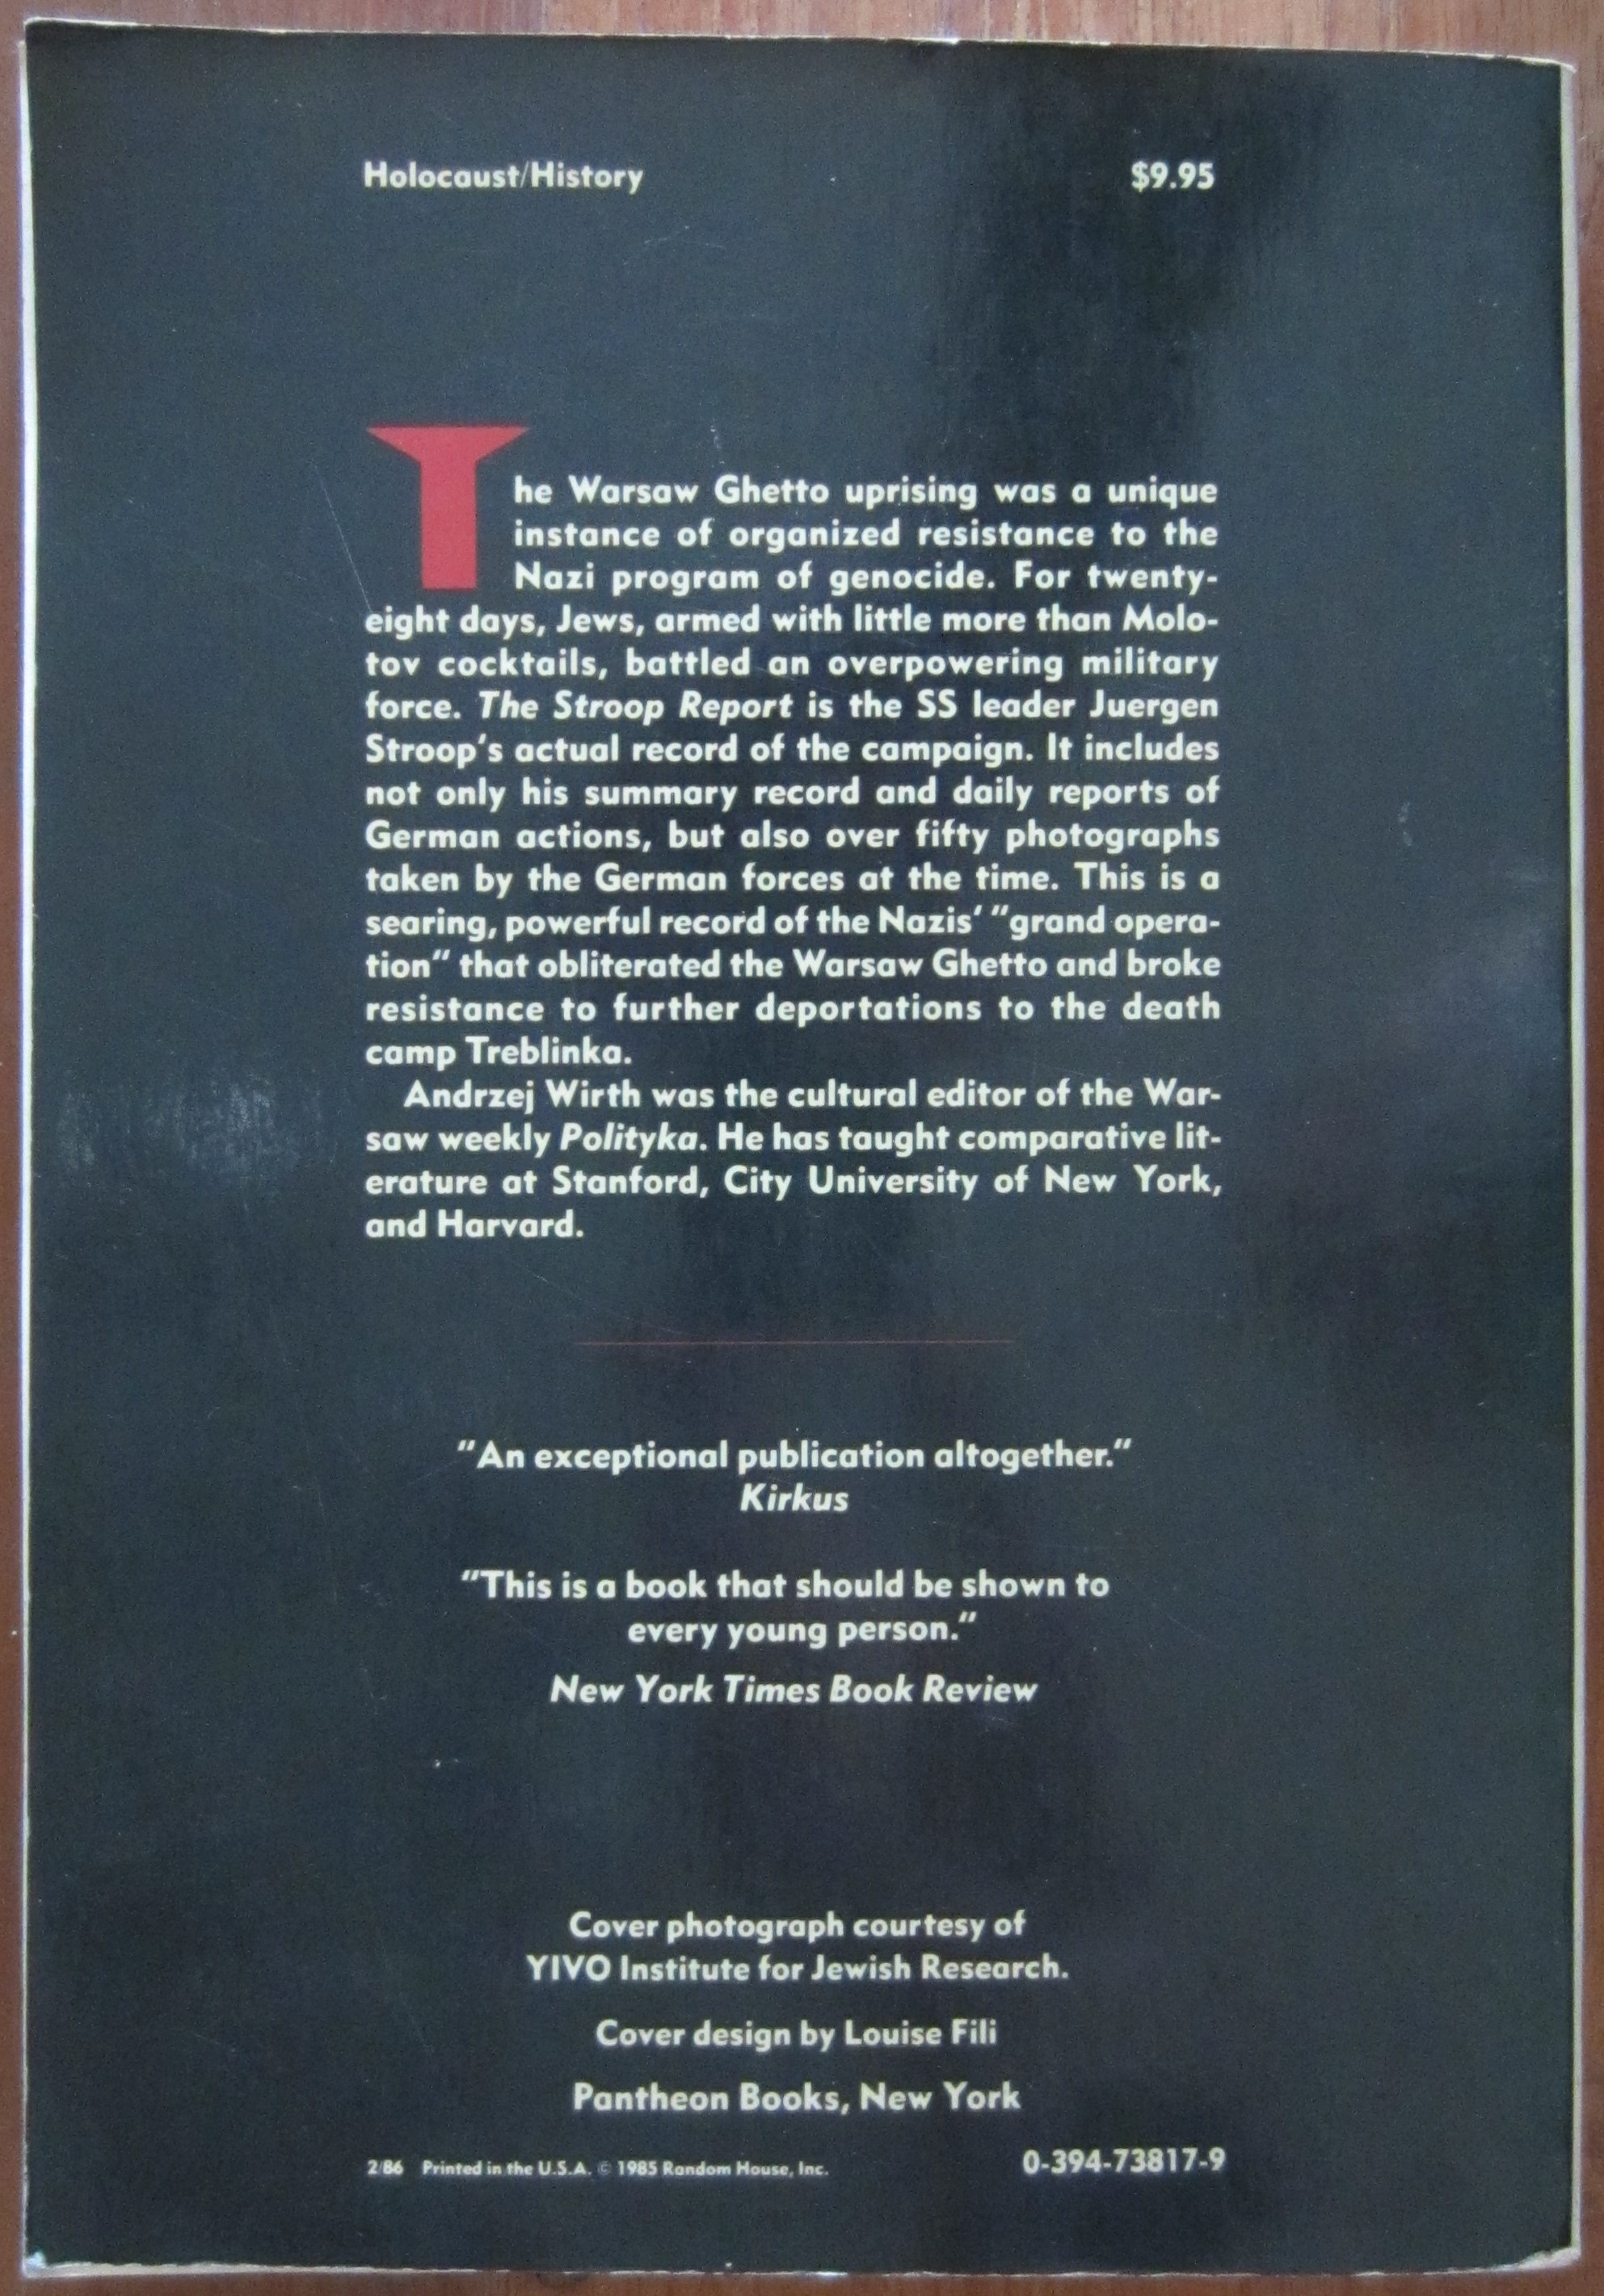 Holocaust/History $9.95
The Warsaw Ghetto uprising was a unique
instance of organized resistance to the
Nazi program of genocide. For twenty-
eight days, Jews, armed with little more than Molo-
tov cocktails, battled an overpowering military
force. The Stroop Report is the SS leader Juergen
Stroop's actual record of the campaign. It includes
not only his summary record and daily reports of
German actions, but also over fifty photographs
taken by the German forces at the time. This is a
searing, powerful record of the Nazis' "grand opera-
tion" that obliterated the Warsaw Ghetto and broke
resistance to further deportations to the death
camp Treblinka.
Andrzej Wirth was the cultural editor of the War-
saw weekly Polityka. He has taught comparative lit-
erature at Stanford, City University of New York,
and Harvard.
"An exceptional publication altogether."
Kirkus
"This is a book that should be shown to
every young person."
New York Times Book Review
Cover photograph courtesy of
YIVO Institute for Jewish Research.
Cover design by Louise Fili
Pantheon Books, New York
2/86 Printed in the U.S.A. © 1985 Random House, Inc. 0-394-73817-9